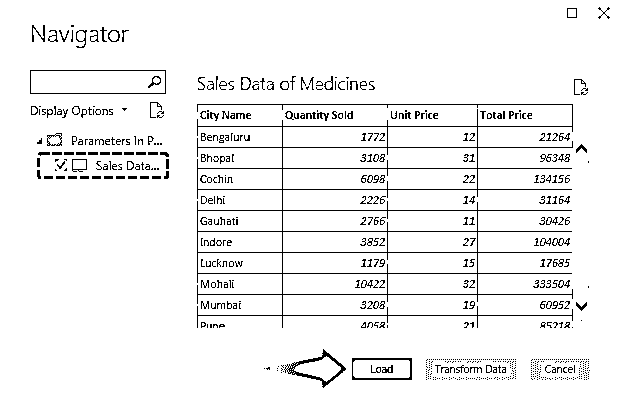 Navigator
Display Options
Parameters In P...
Sales Data...
Sales Data of Medicines
City Name Quantity Sold Unit Price Total Price
Bengaluru 1772 12 21264
Bhopal 3108 31 96348
Cochin 6098 22 134156
Delhi 2226 14 31164
Gauhati 2766 11 30426
Indore 3852 27 104004
Lucknow 1179 15 17685
Mohali 10422 32 333504
Mumbai 3208 19 60952
Pune 4058 21 85218
Load Transform Data Cancel